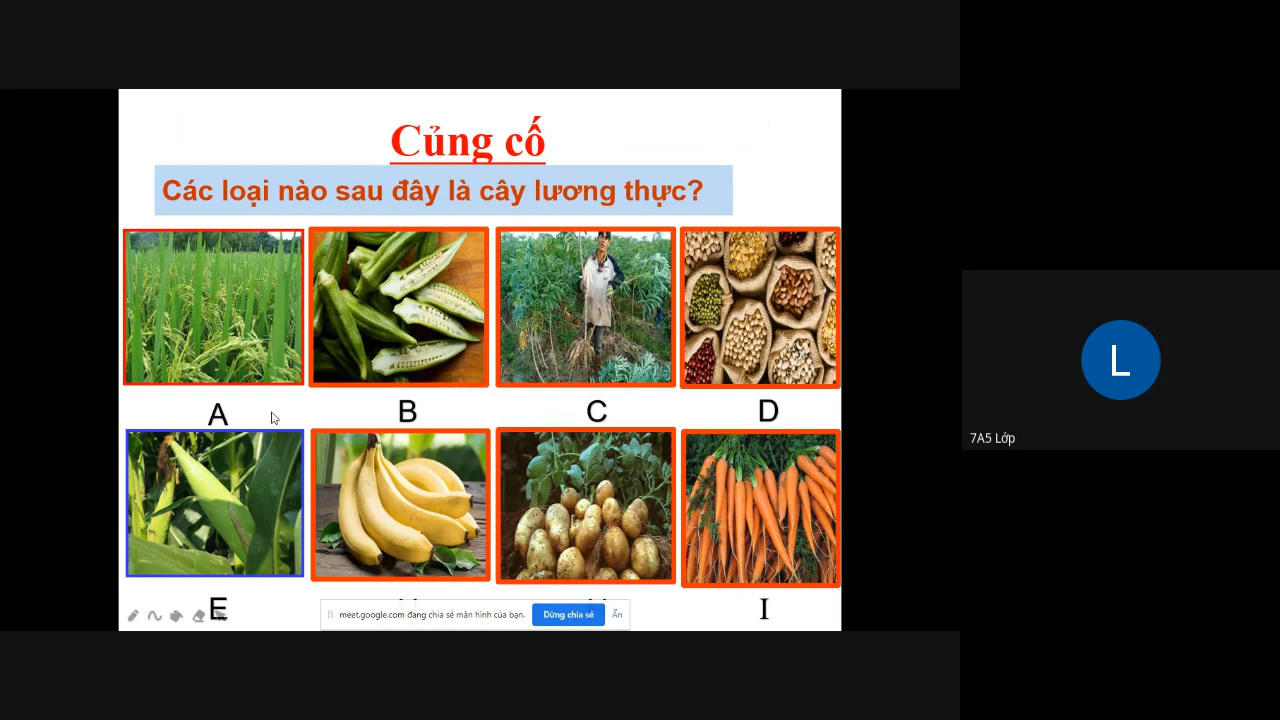 Củng cố
Các loại nào sau đây là cây lương thực?
A
B
C
D
E
I
meet.google.com đang chia sẻ màn hình của bạn.
Dừng chia sẻ
Ẩn
L
7A5 Lớp